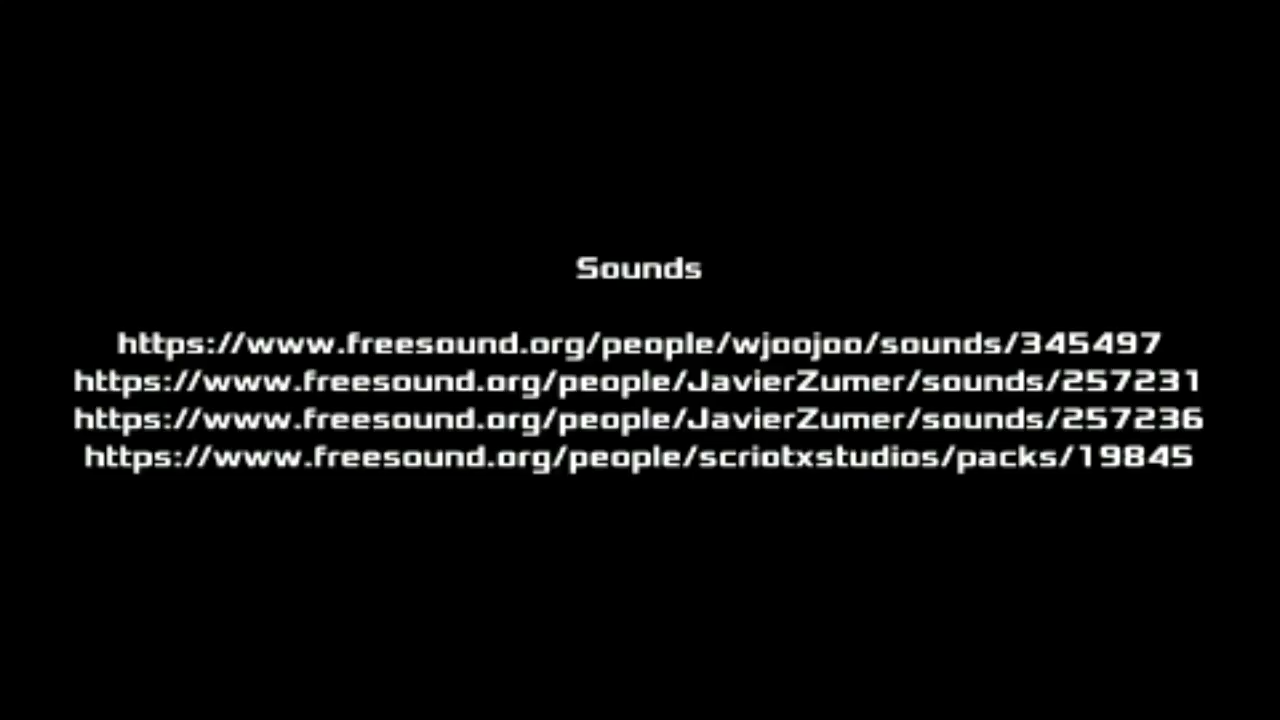 Sounds
https://www.freesound.org/people/wjoojoo/sounds/345497
https://www.freesound.org/people/JavierZumer/sounds/257231
https://www.freesound.org/people/JavierZumer/sounds/257236
https://www.freesound.org/people/scriotxstudios/packs/19845